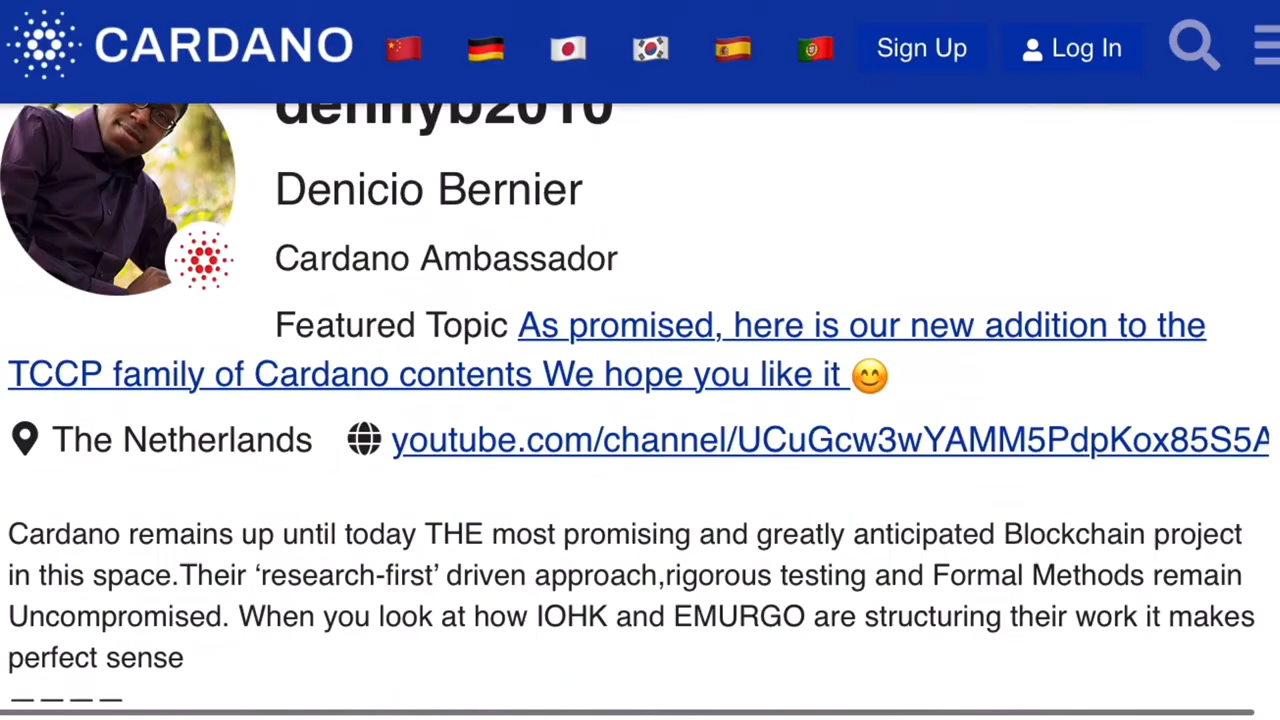 CARDANO Sign Up Log In
dennyb2010
Denicio Bernier
Cardano Ambassador
Featured Topic As promised, here is our new addition to the
TCCP family of Cardano contents We hope you like it 😊
The Netherlands youtube.com/channel/UCuGcw3wYAMM5PdpKox85S5A
Cardano remains up until today THE most promising and greatly anticipated Blockchain project
in this space.Their ‘research-first’ driven approach,rigorous testing and Formal Methods remain
Uncompromised. When you look at how IOHK and EMURGO are structuring their work it makes
perfect sense
————